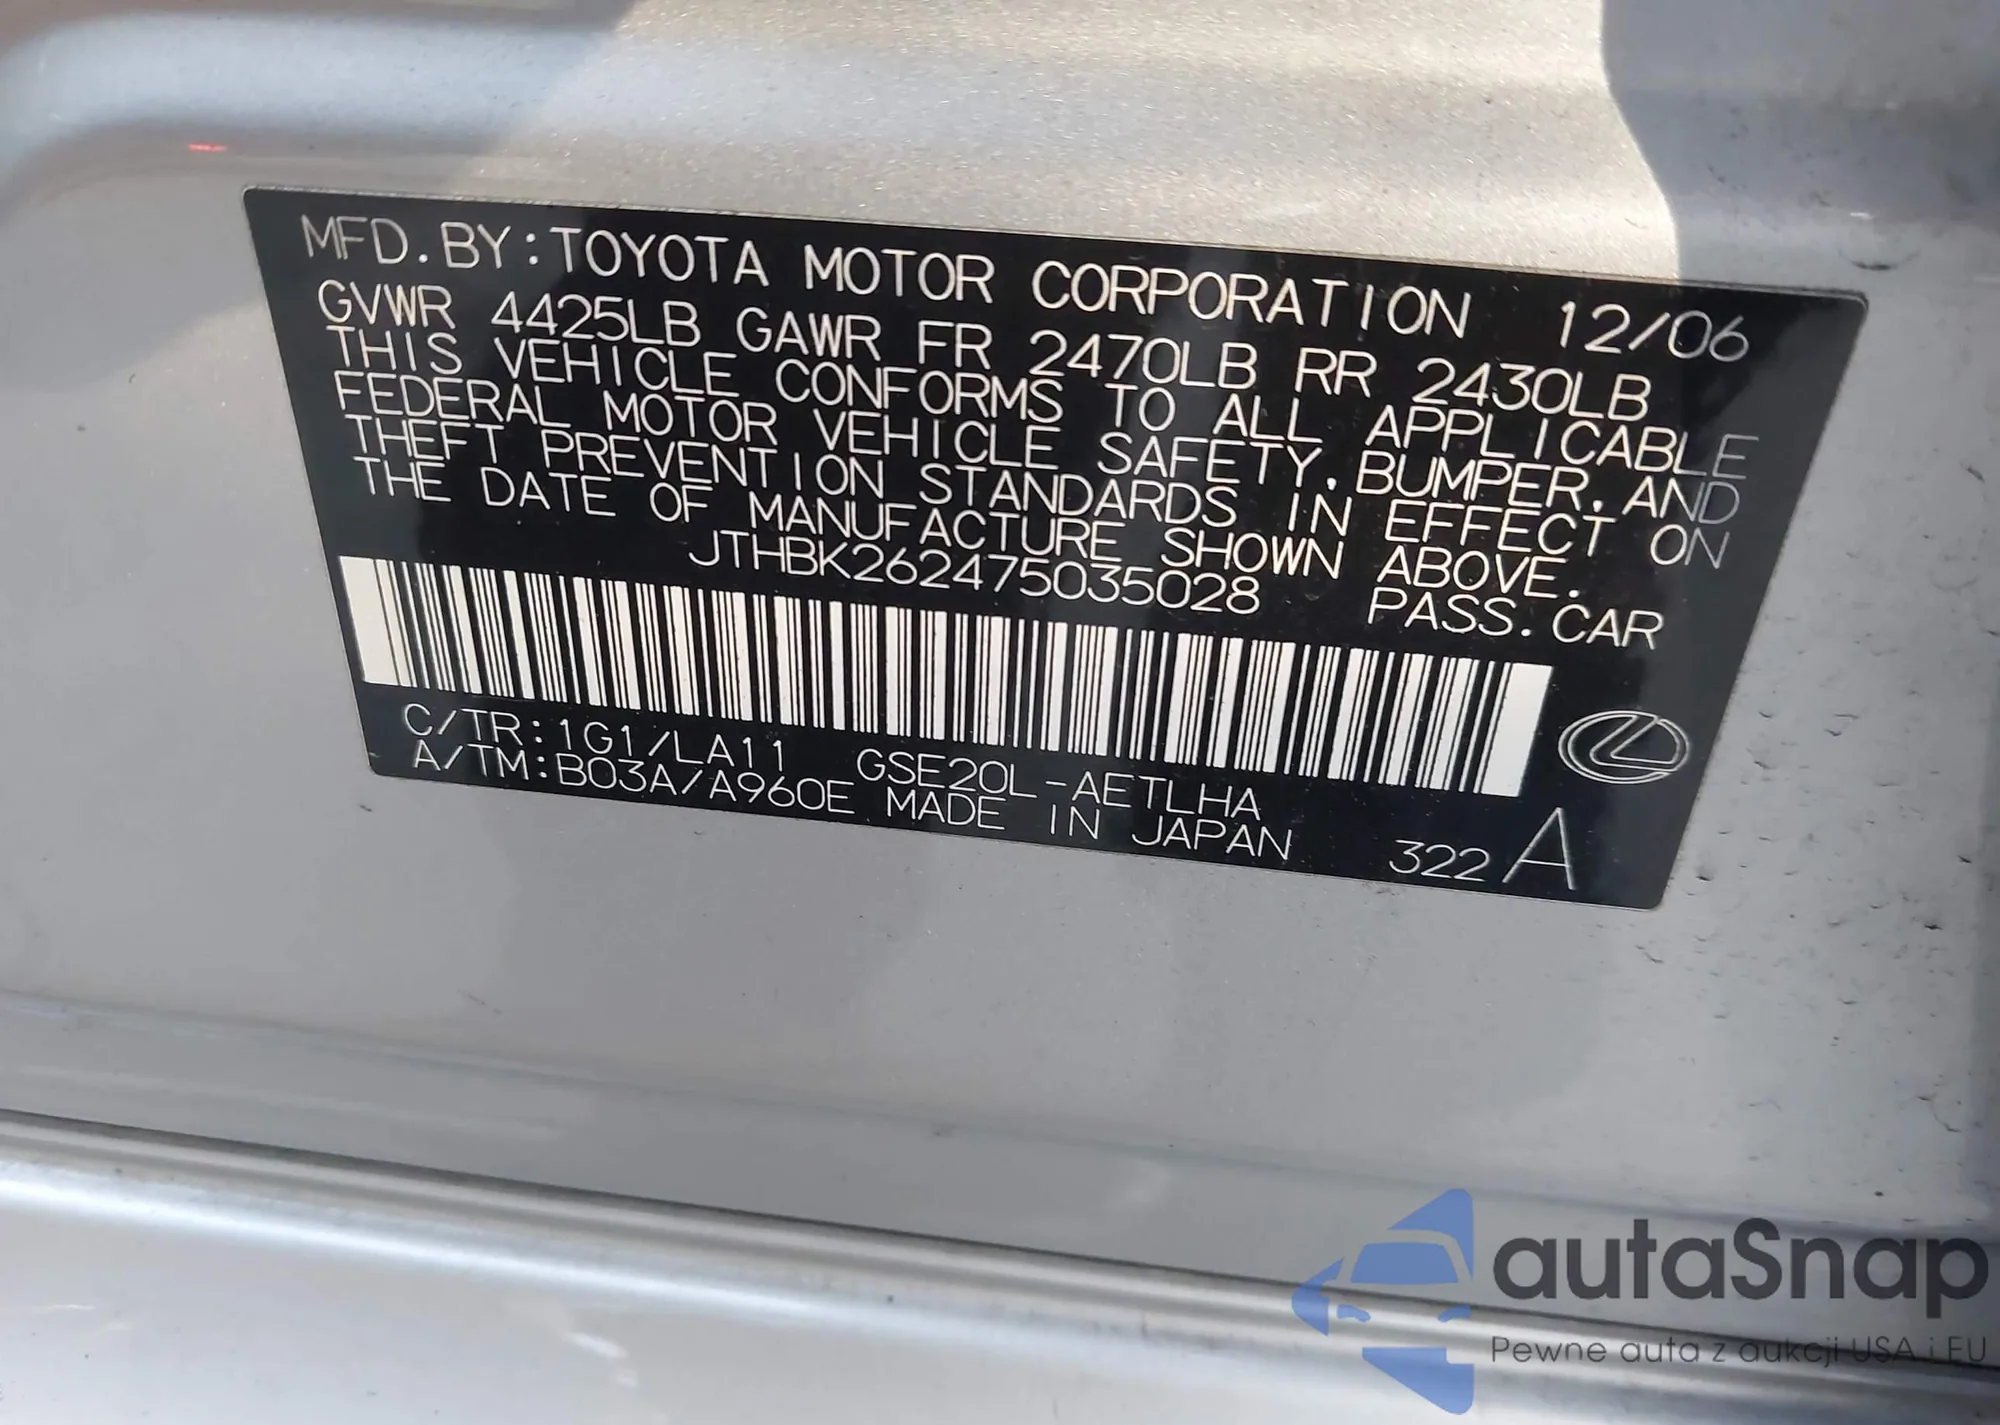 MFD. BY: TOYOTA MOTOR CORPORATION 12/06
GVWR 4425LB GAWR FR 2470LB RR 2430LB
THIS VEHICLE CONFORMS TO ALL APPLICABLE
FEDERAL MOTOR VEHICLE SAFETY, BUMPER, AND
THEFT PREVENTION STANDARDS IN EFFECT ON
THE DATE OF MANUFACTURE SHOWN ABOVE.
JTHBK262475035028 PASS. CAR
C/TR: 1G1/LA11 GSE20L-AETLHA
A/TM: B03A/A960E MADE IN JAPAN 322 A
autaSnap
Pewne auta z aukcji USA i EU